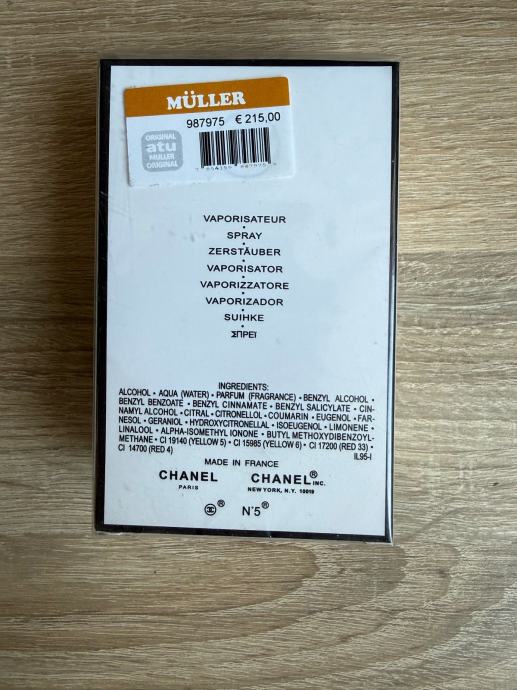 MÜLLER
987975 € 215,00
ORIGINAL
atu
MULLER
ORIGINAL
VAPORISATEUR
•
SPRAY
•
ZERSTÄUBER
•
VAPORISATOR
•
VAPORIZZATORE
•
VAPORIZADOR
•
SUIHKE
•
ΣΠΡΕΪ
INGREDIENTS:
ALCOHOL • AQUA (WATER) • PARFUM (FRAGRANCE) • BENZYL ALCOHOL •
BENZYL BENZOATE • BENZYL CINNAMATE • BENZYL SALICYLATE • CIN-
NAMYL ALCOHOL • CITRAL • CITRONELLOL • COUMARIN • EUGENOL • FAR-
NESOL • GERANIOL • HYDROXYCITRONELLAL • ISOEUGENOL • LIMONENE •
LINALOOL • ALPHA-ISOMETHYL IONONE • BUTYL METHOXYDIBENZOYL-
METHANE • CI 19140 (YELLOW 5) • CI 15985 (YELLOW 6) • CI 17200 (RED 33) •
CI 14700 (RED 4) IL95-I
MADE IN FRANCE
CHANEL CHANEL® INC.
PARIS NEW YORK, N.Y. 10019
® N°5®